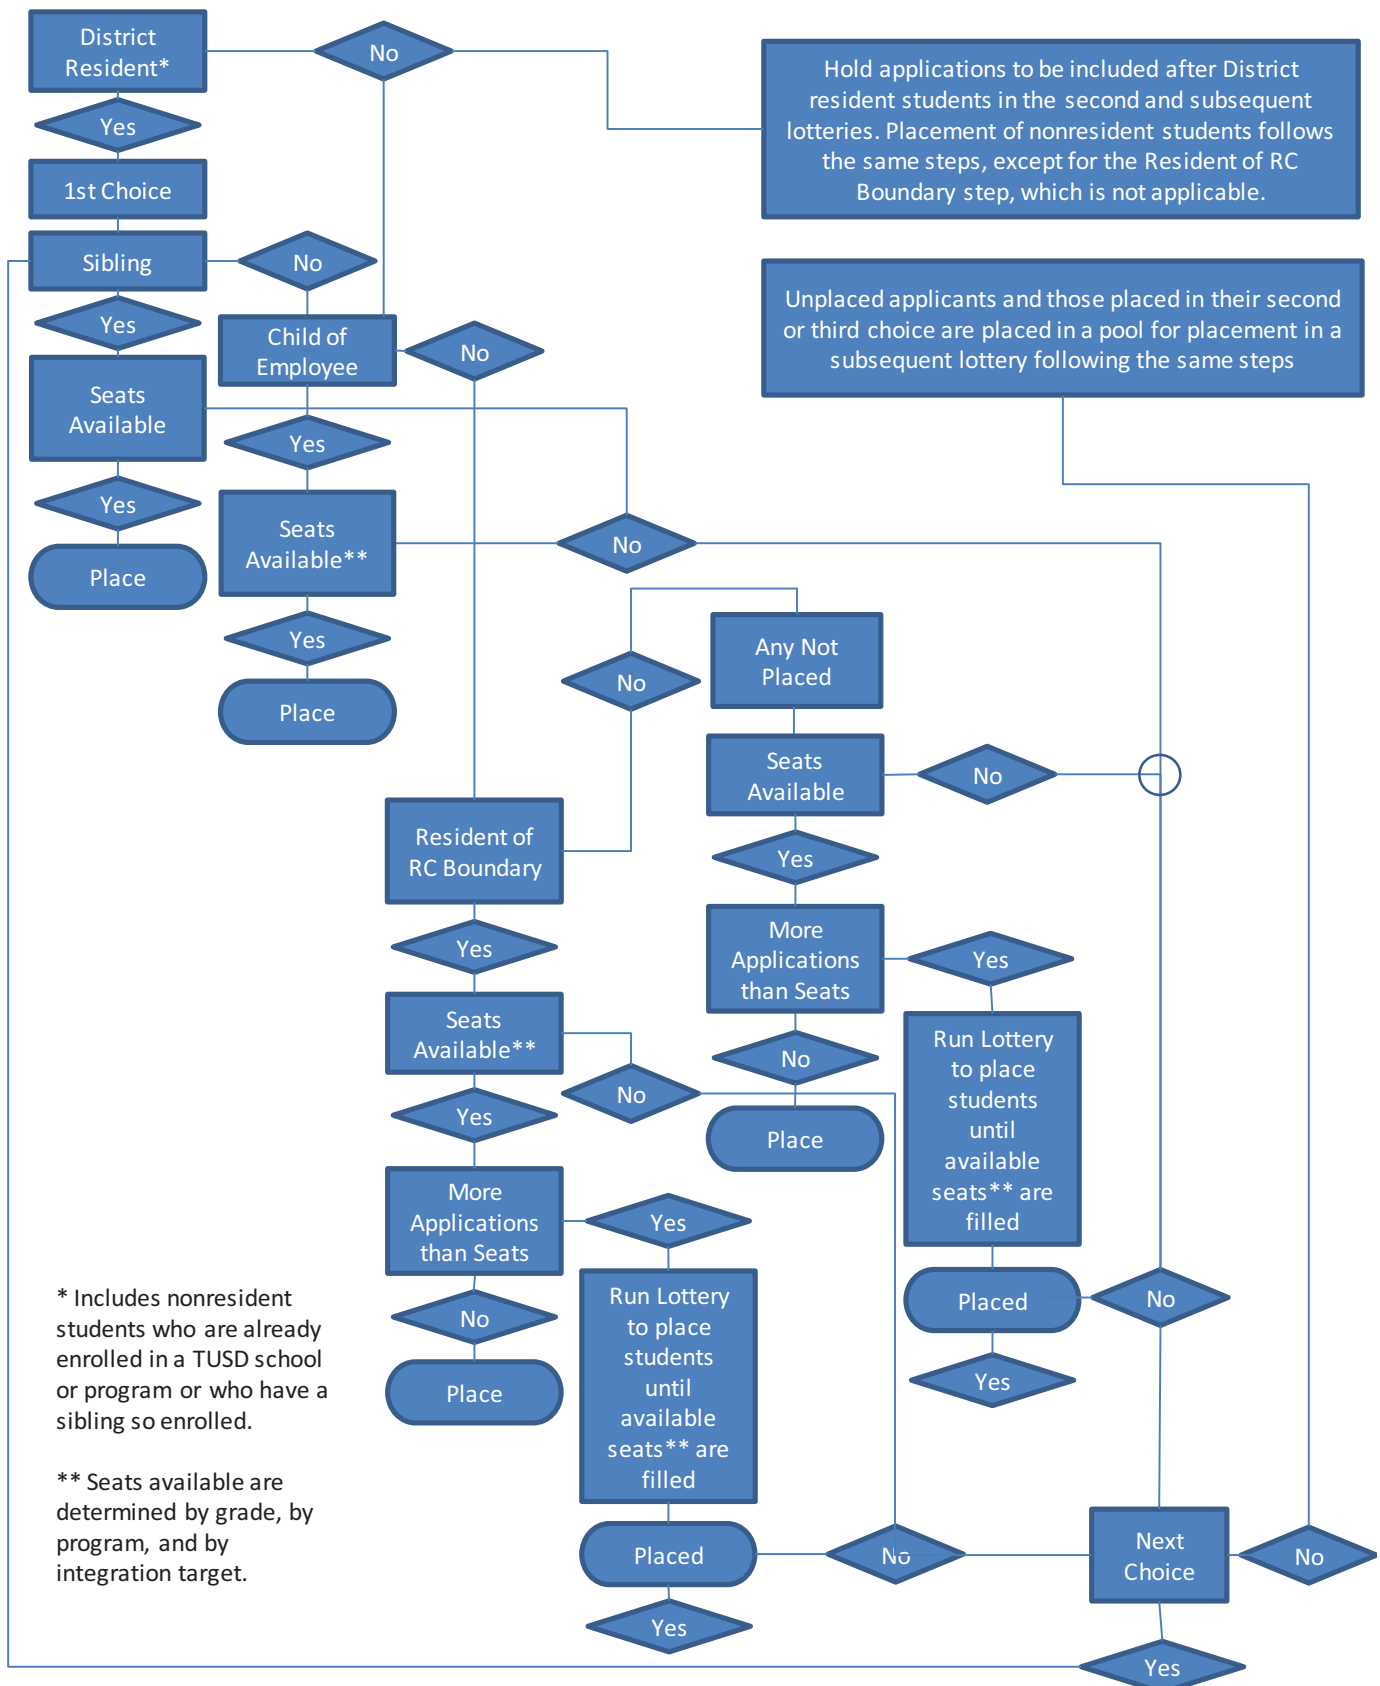 District
Resident*
No
Hold applications to be included after District
resident students in the second and subsequent
lotteries. Placement of nonresident students follows
the same steps, except for the Resident of RC
Boundary step, which is not applicable.
Yes
1st Choice
Sibling
No
Unplaced applicants and those placed in their second
or third choice are placed in a pool for placement in a
subsequent lottery following the same steps
Yes
Child of
Employee
No
Seats
Available
Yes
Yes
Seats
Available**
No
Place
Yes
Place
No
Any Not
Placed
Seats
Available
No
Resident of
RC Boundary
Yes
Yes
More
Applications
than Seats
Yes
Seats
Available**
No
No
Yes
Place
Run Lottery
to place
students
until
available
seats** are
filled
More
Applications
than Seats
Yes
No
Place
Run Lottery
to place
students
until
available
seats** are
filled
Placed
No
Yes
* Includes nonresident
students who are already
enrolled in a TUSD school
or program or who have a
sibling so enrolled.
** Seats available are
determined by grade, by
program, and by
integration target.
Placed
No
Next
Choice
No
Yes
Yes